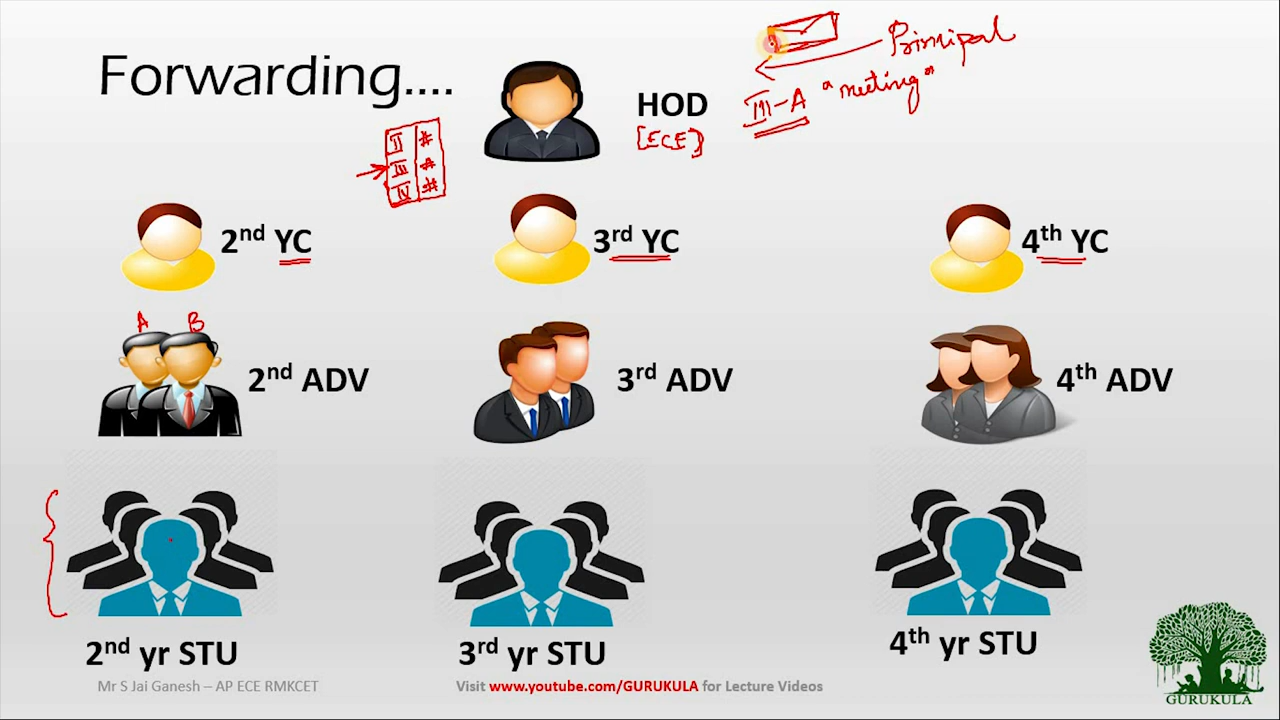 Forwarding....
HOD
[ECE]
Principal
III-A "meeting"
II #
III #
IV #
2nd YC
3rd YC
4th YC
A B
2nd ADV
3rd ADV
4th ADV
2nd yr STU
3rd yr STU
4th yr STU
Mr S Jai Ganesh – AP ECE RMKCET
Visit www.youtube.com/GURUKULA for Lecture Videos
GURUKULA